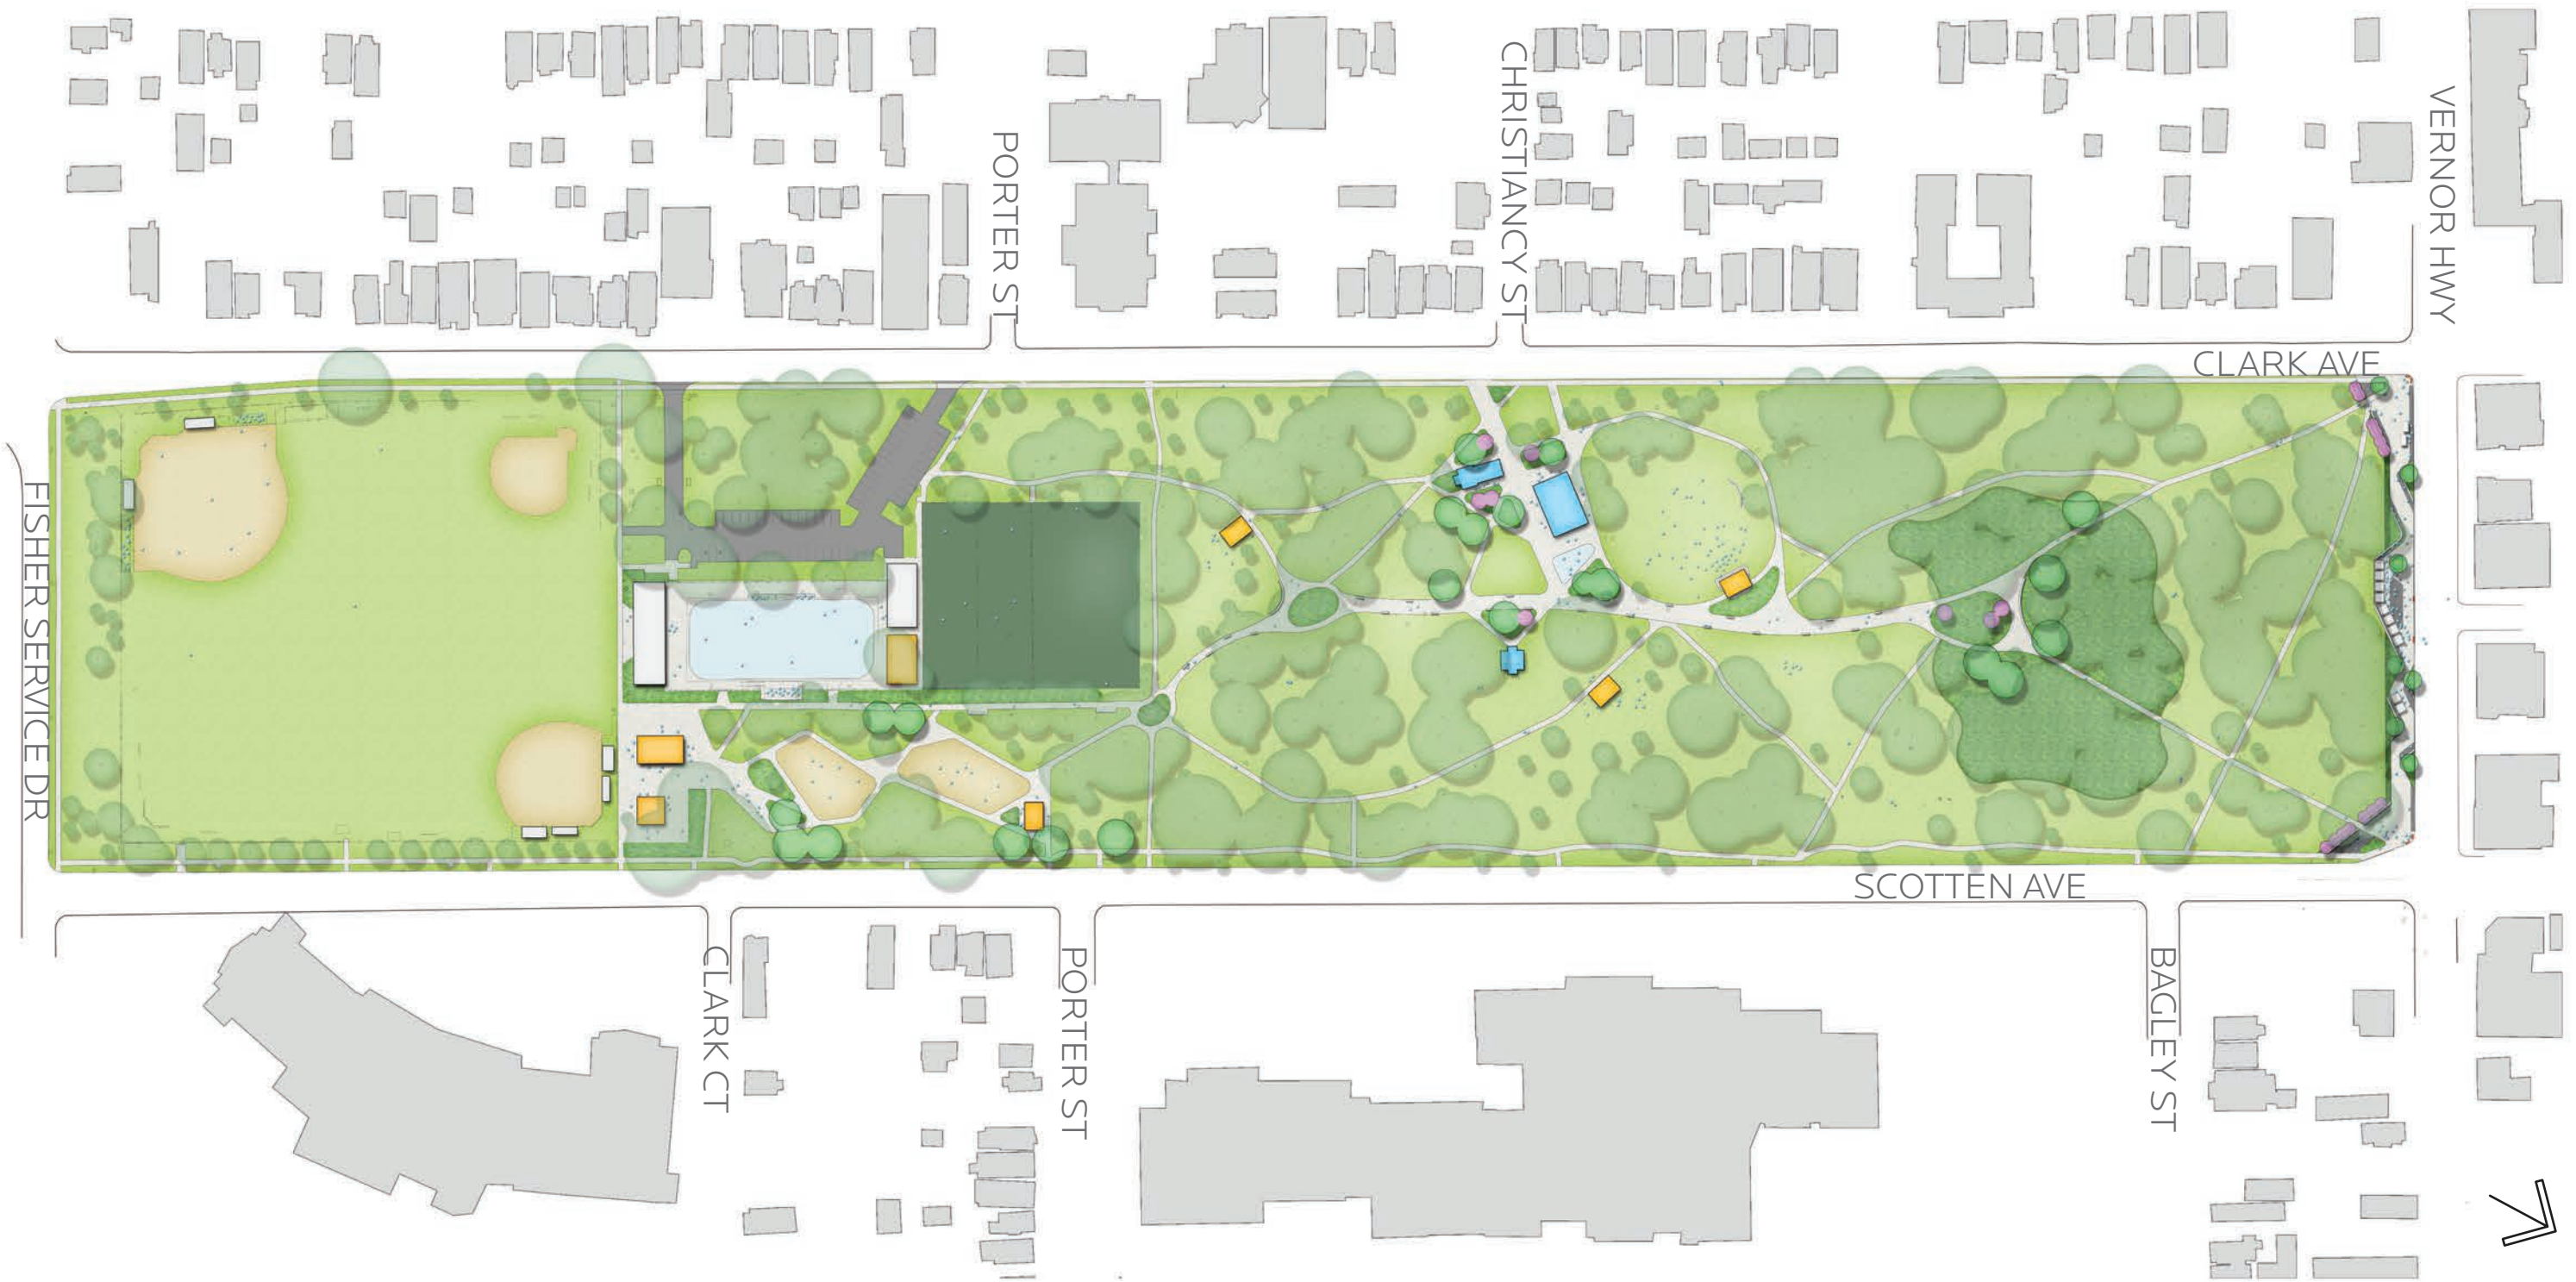 PORTER ST
CHRISTIANCY ST
VERNOR HWY
CLARK AVE
FISHER SERVICE DR
SCOTTEN AVE
CLARK CT
PORTER ST
BAGLEY ST